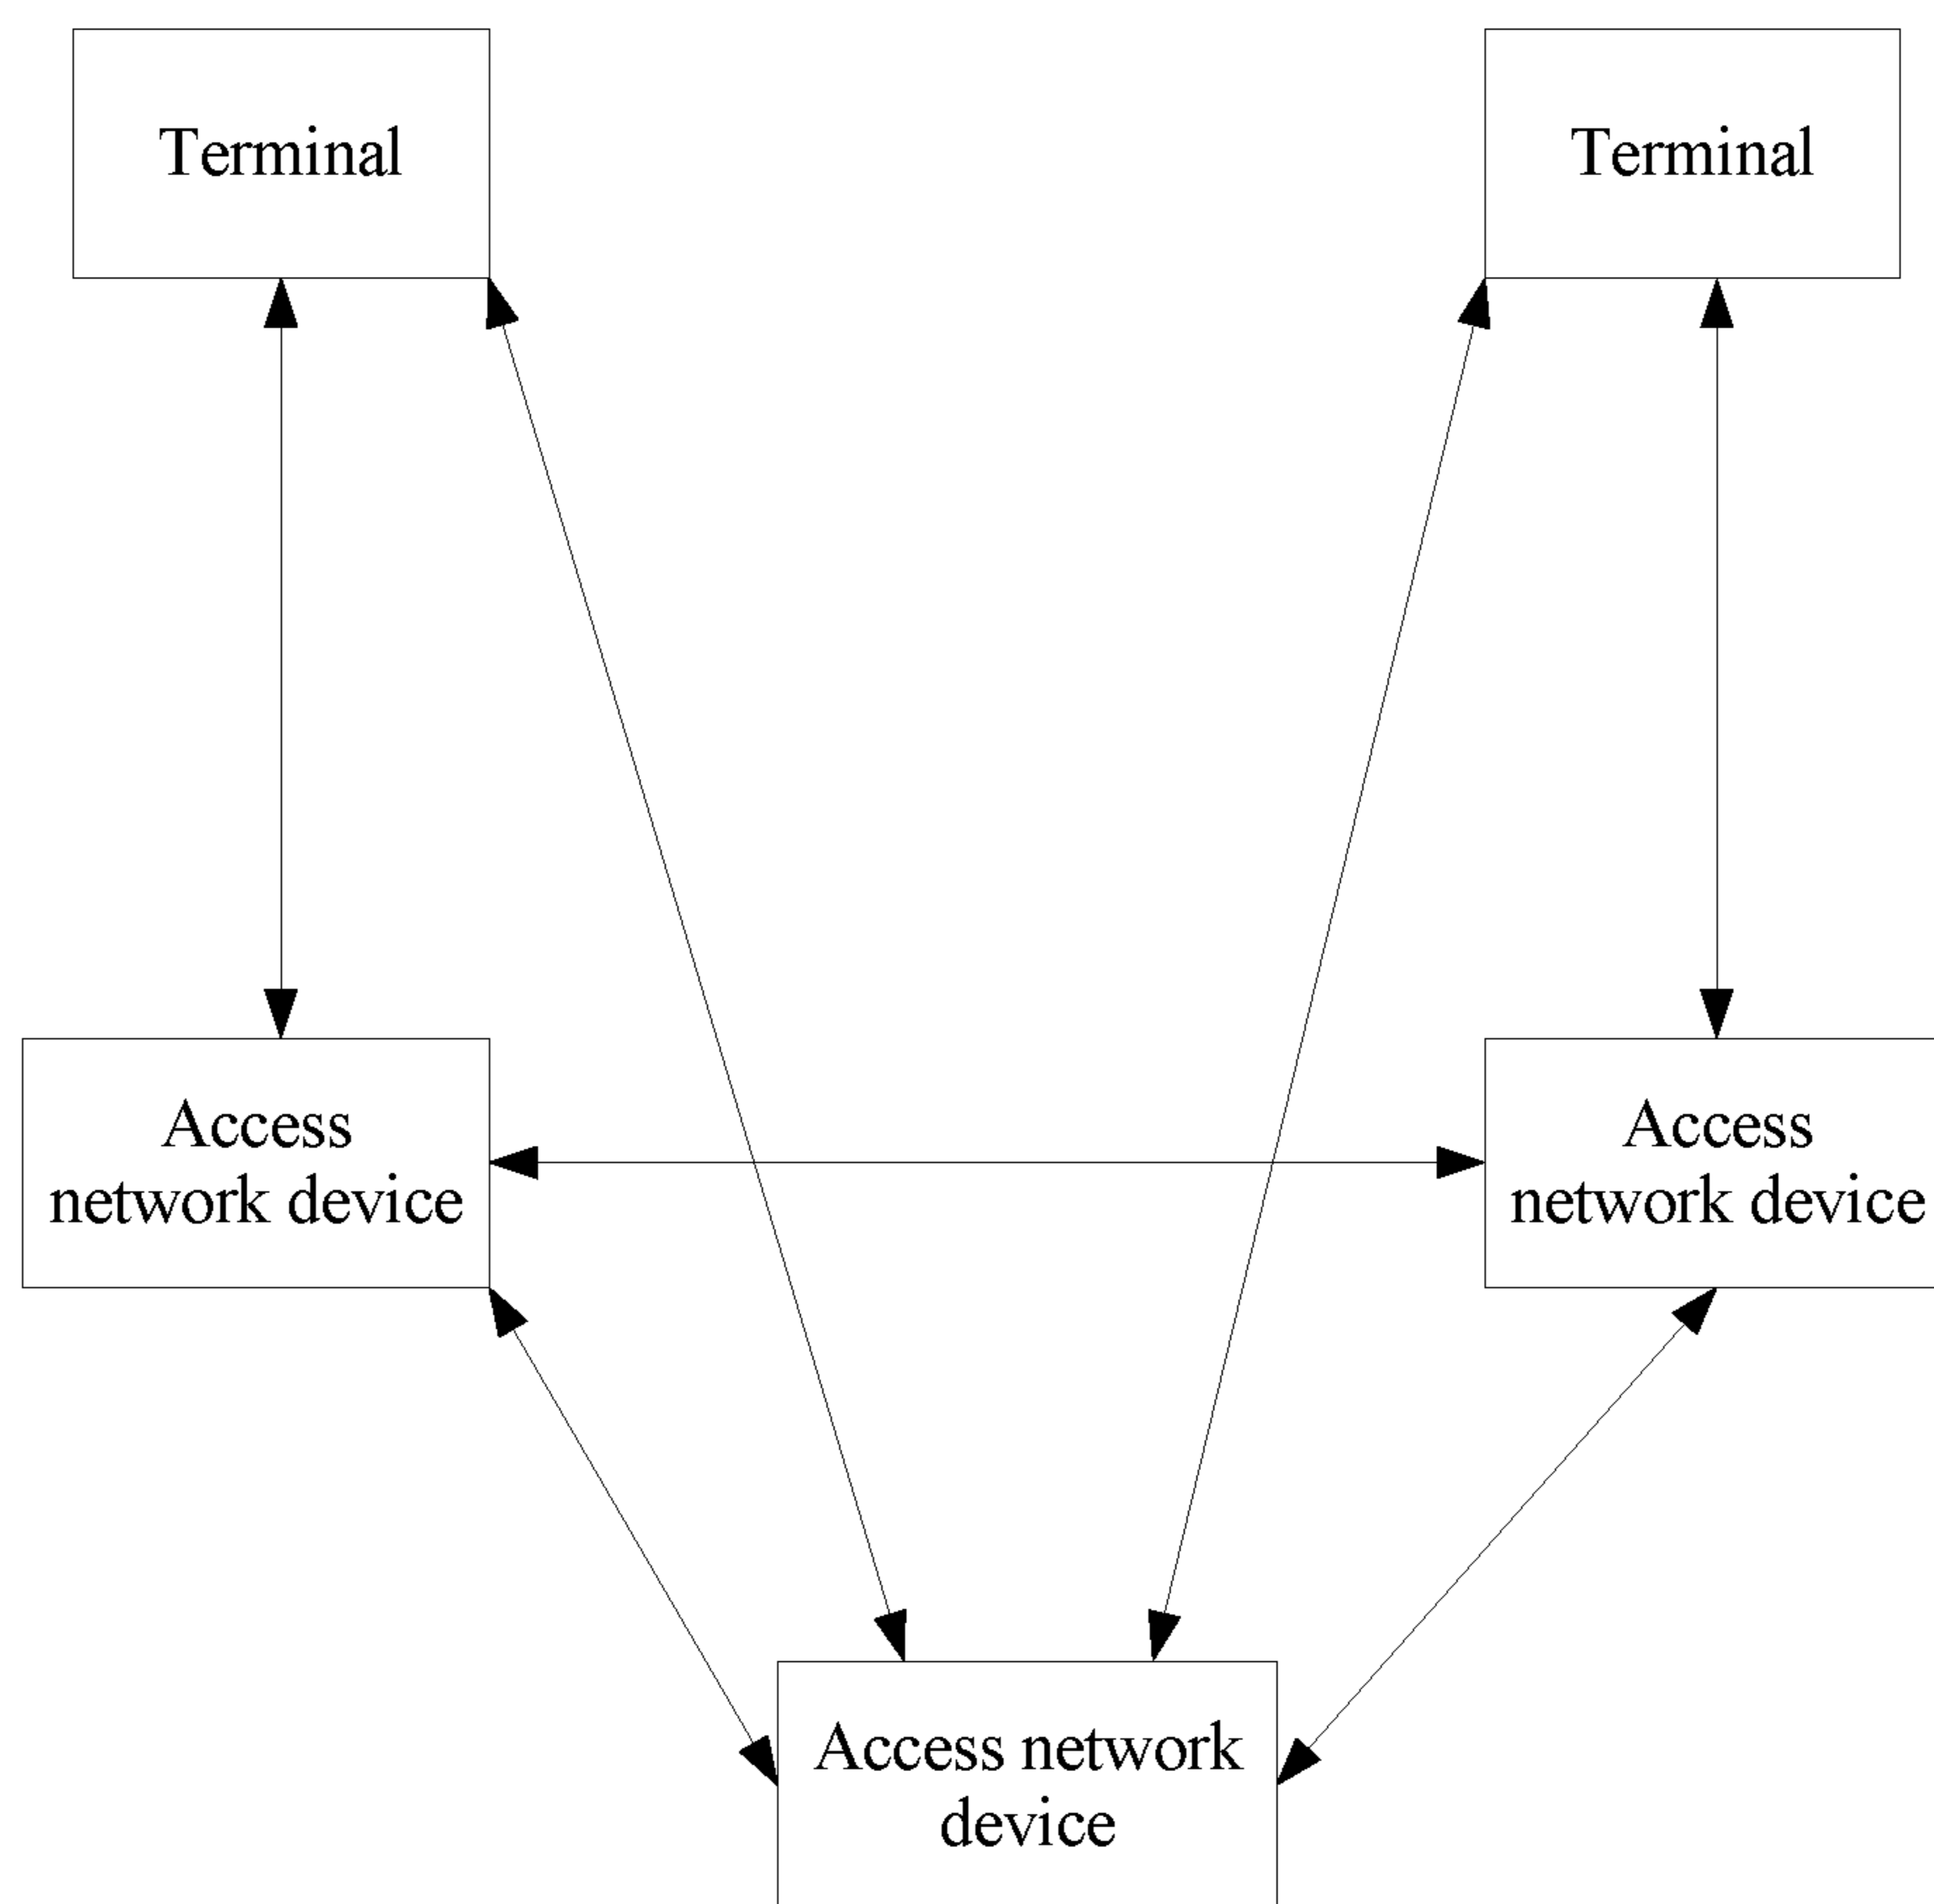 Terminal
Terminal
Access
network device
Access
network device
Access network
device